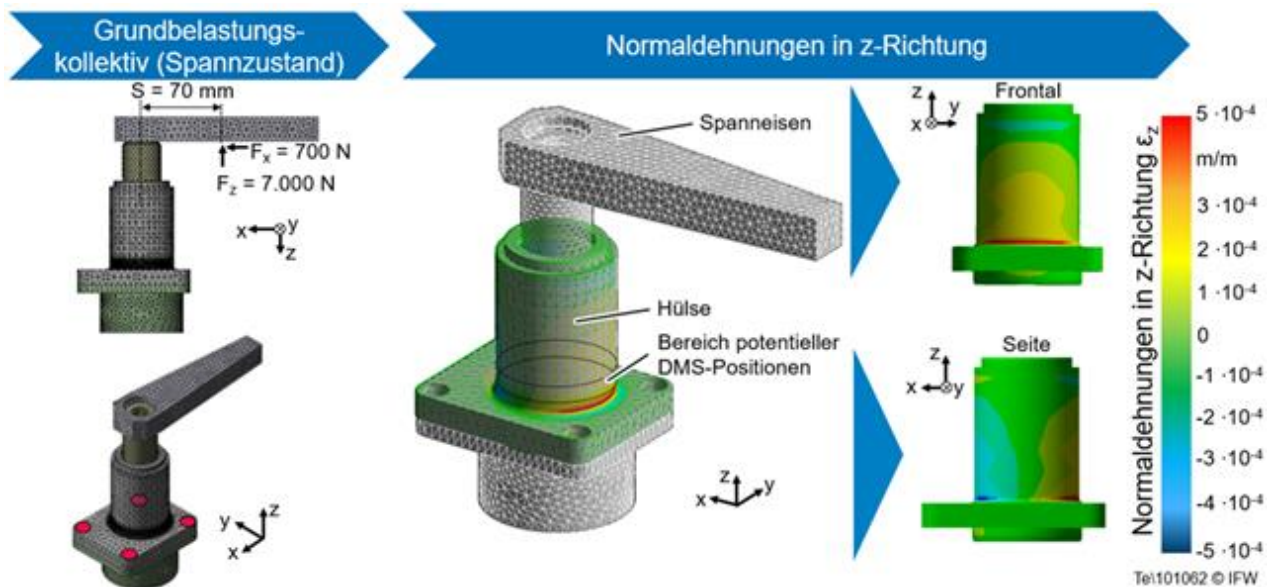 Grundbelastungs-
kollektiv (Spannzustand)
Normaldehnungen in z-Richtung
S = 70 mm
Fₓ = 700 N
F_z = 7.000 N
x
y
z
y
x
z
Spanneisen
Hülse
Bereich potentieller
DMS-Positionen
z
x
y
Frontal
z
x
y
Seite
z
x
y
Normaldehnungen in z-Richtung ε_z
5 ·10⁻⁴
m/m
3 ·10⁻⁴
2 ·10⁻⁴
1 ·10⁻⁴
0
-1 ·10⁻⁴
-2 ·10⁻⁴
-3 ·10⁻⁴
-4 ·10⁻⁴
-5 ·10⁻⁴
Te\101062 © IFW